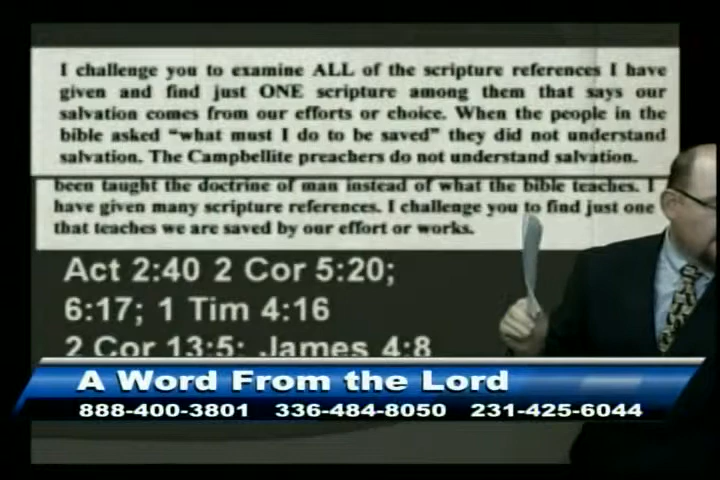 I challenge you to examine ALL of the scripture references I have
given and find just ONE scripture among them that says our
salvation comes from our efforts or choice. When the people in the
bible asked “what must I do to be saved” they did not understand
salvation. The Campbellite preachers do not understand salvation.
been taught the doctrine of man instead of what the bible teaches. I
have given many scripture references. I challenge you to find just one
that teaches we are saved by our effort or works.
Act 2:40 2 Cor 5:20;
6:17; 1 Tim 4:16
2 Cor 13:5; James 4:8
A Word From the Lord
888-400-3801 336-484-8050 231-425-6044